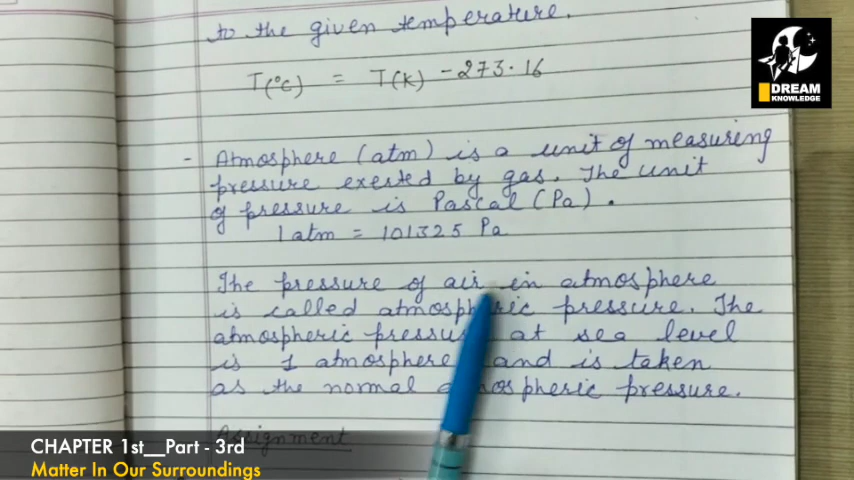 to the given temperature.
T(°C) = T(K) - 273.16
DREAM
KNOWLEDGE
- Atmosphere (atm) is a unit of measuring
pressure exerted by gas. The unit
of pressure is Pascal (Pa).
1 atm = 101325 Pa
The pressure of air in atmosphere
is called atmospheric pressure. The
atmospheric pressure at sea level
is 1 atmosphere and is taken
as the normal atmospheric pressure.
Assignment
CHAPTER 1st__Part - 3rd
Matter In Our Surroundings